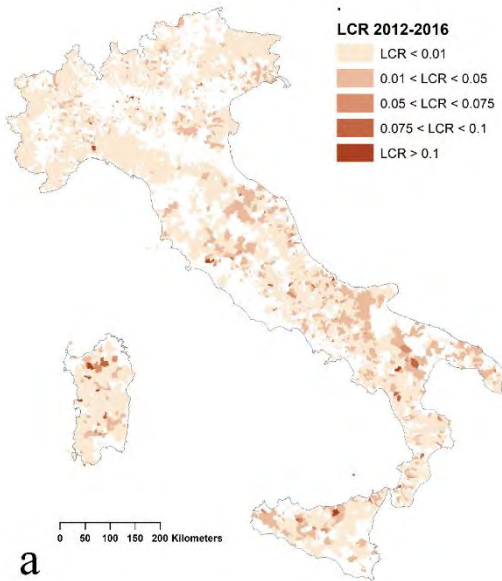 LCR 2012-2016
LCR < 0.01
0.01 < LCR < 0.05
0.05 < LCR < 0.075
0.075 < LCR < 0.1
LCR > 0.1
0 50 100 150 200 Kilometers
a